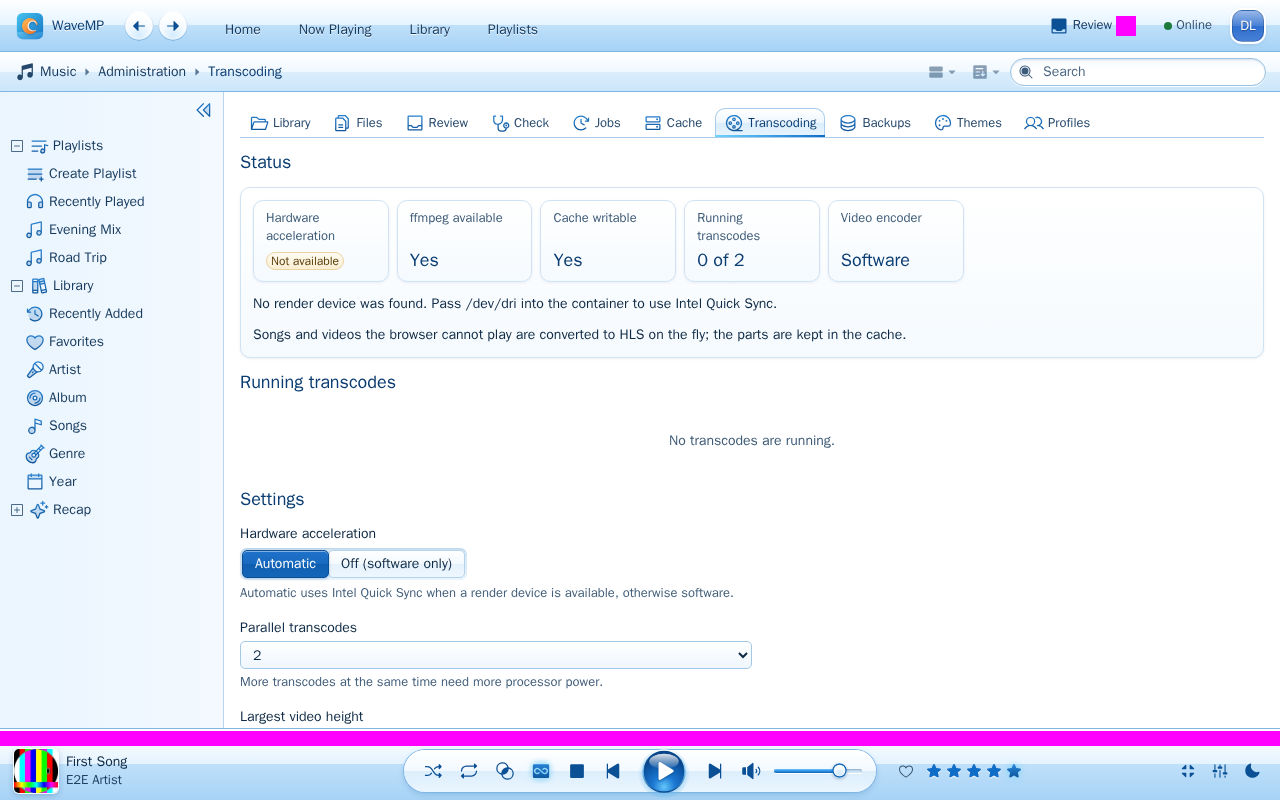 WaveMP
Home
Now Playing
Library
Playlists
Review
Online
DL
Music
Administration
Transcoding
Search
Library
Files
Review
Check
Jobs
Cache
Transcoding
Backups
Themes
Profiles
Playlists
Create Playlist
Recently Played
Evening Mix
Road Trip
Library
Recently Added
Favorites
Artist
Album
Songs
Genre
Year
Recap
Status
Hardware
acceleration
Not available
ffmpeg available
Yes
Cache writable
Yes
Running
transcodes
0 of 2
Video encoder
Software
No render device was found. Pass /dev/dri into the container to use Intel Quick Sync.
Songs and videos the browser cannot play are converted to HLS on the fly; the parts are kept in the cache.
Running transcodes
No transcodes are running.
Settings
Hardware acceleration
Automatic
Off (software only)
Automatic uses Intel Quick Sync when a render device is available, otherwise software.
Parallel transcodes
2
More transcodes at the same time need more processor power.
Largest video height
First Song
E2E Artist